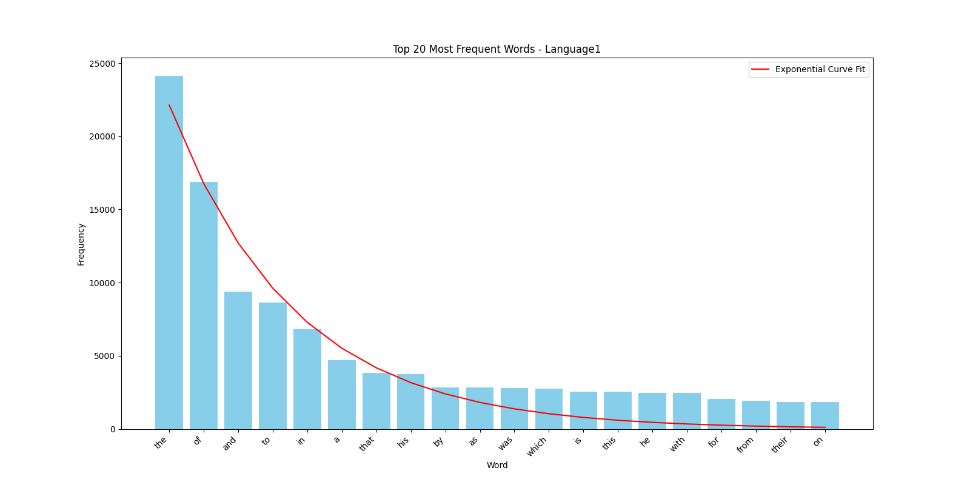 Top 20 Most Frequent Words - Language1
Exponential Curve Fit
25000
20000
15000
10000
5000
0
Frequency
the
of
and
to
in
a
that
his
by
as
was
which
is
this
he
with
for
from
their
on
Word